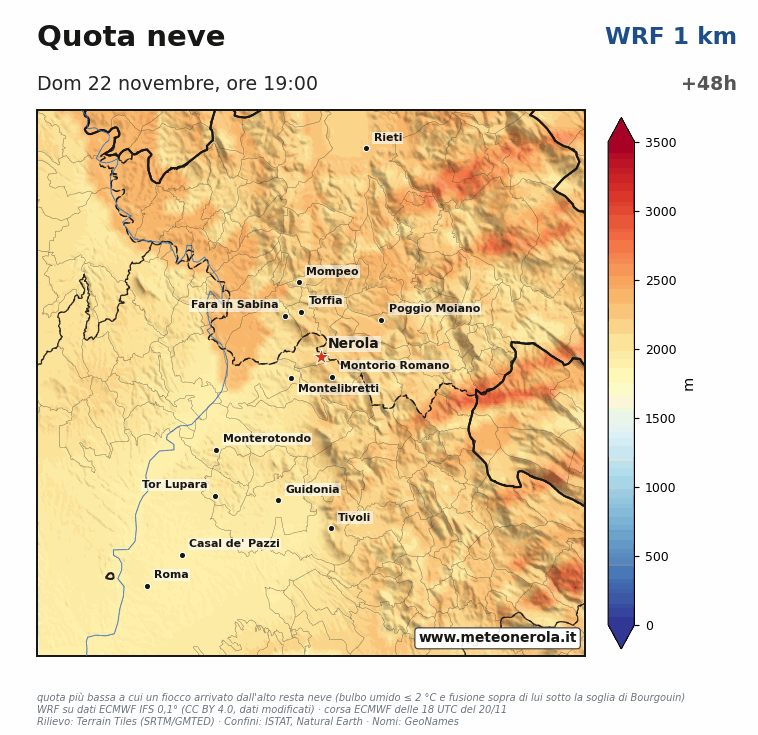 Quota neve
WRF 1 km
Dom 22 novembre, ore 19:00
+48h
Rieti
Mompeo
Fara in Sabina
Toffia
Poggio Moiano
Nerola
Montorio Romano
Montelibretti
Monterotondo
Tor Lupara
Guidonia
Tivoli
Casal de' Pazzi
Roma
www.meteonerola.it
3500
3000
2500
2000
1500
1000
500
0
m
quota più bassa a cui un fiocco arrivato dall'alto resta neve (bulbo umido ≤ 2 °C e fusione sopra di lui sotto la soglia di Bourgouin)
WRF su dati ECMWF IFS 0,1° (CC BY 4.0, dati modificati) · corsa ECMWF delle 18 UTC del 20/11
Rilievo: Terrain Tiles (SRTM/GMTED) · Confini: ISTAT, Natural Earth · Nomi: GeoNames